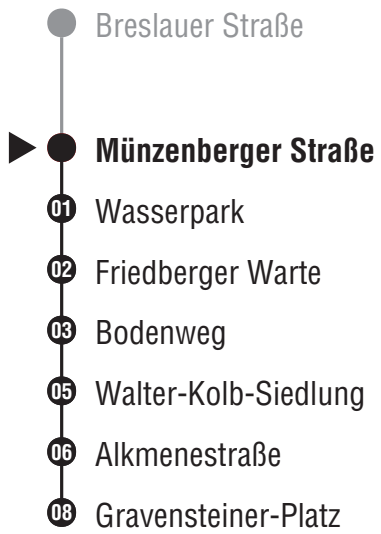 Breslauer Straße
Münzenberger Straße
01 Wasserpark
02 Friedberger Warte
03 Bodenweg
05 Walter-Kolb-Siedlung
06 Alkmenestraße
08 Gravensteiner-Platz